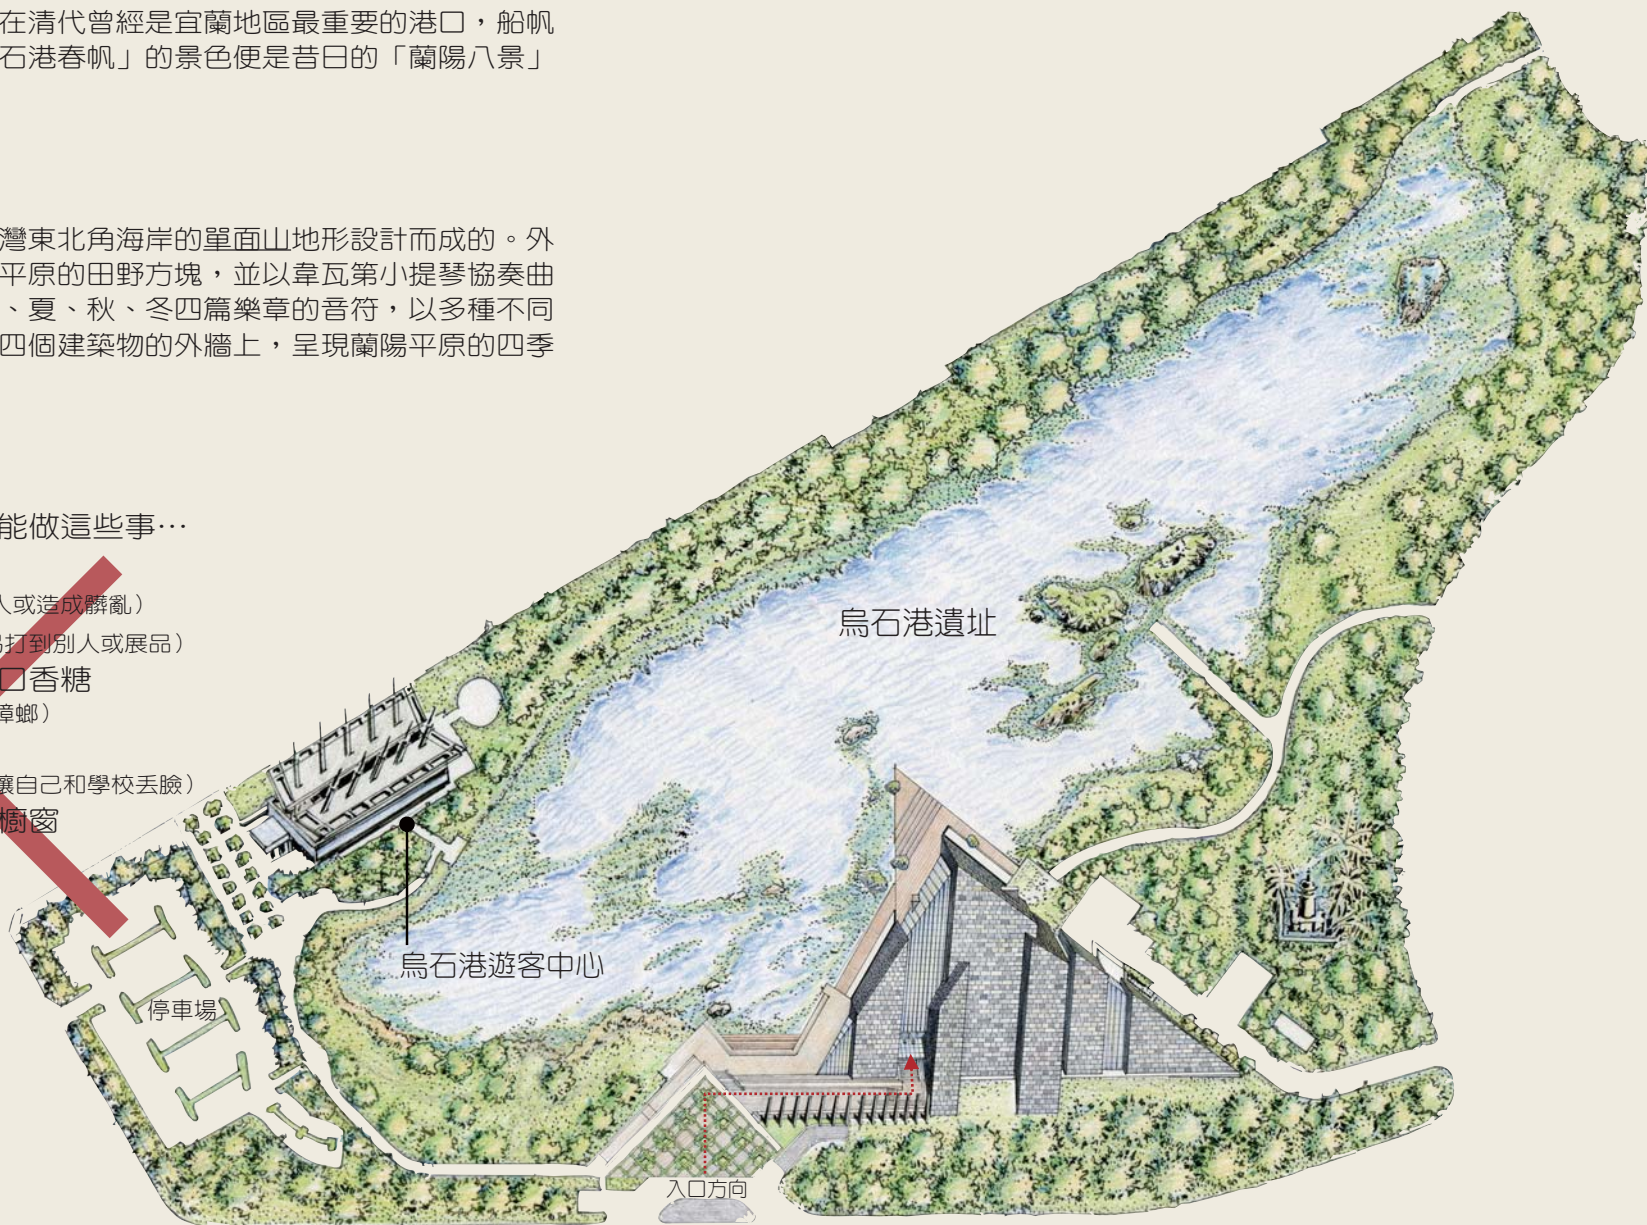 在清代曾經是宜蘭地區最重要的港口，船帆
石港春帆」的景色便是昔日的「蘭陽八景」
灣東北角海岸的單面山地形設計而成的。外
平原的田野方塊，並以韋瓦第小提琴協奏曲
、夏、秋、冬四篇樂章的音符，以多種不同
四個建築物的外牆上，呈現蘭陽平原的四季
能做這些事…
人或造成髒亂）
易打到別人或展品）
口香糖
蟑螂）
讓自己和學校丟臉）
櫥窗
烏石港遺址
烏石港遊客中心
停車場
入口方向